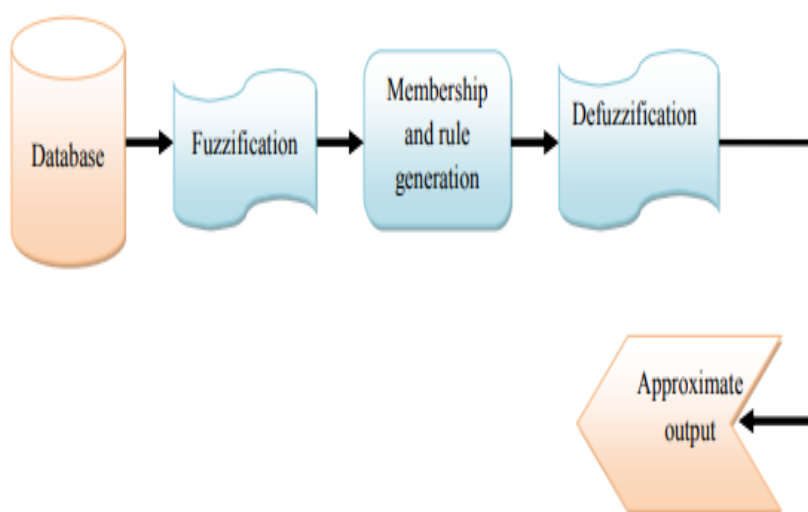 Database
Fuzzification
Membership
and rule
generation
Defuzzification
Approximate
output